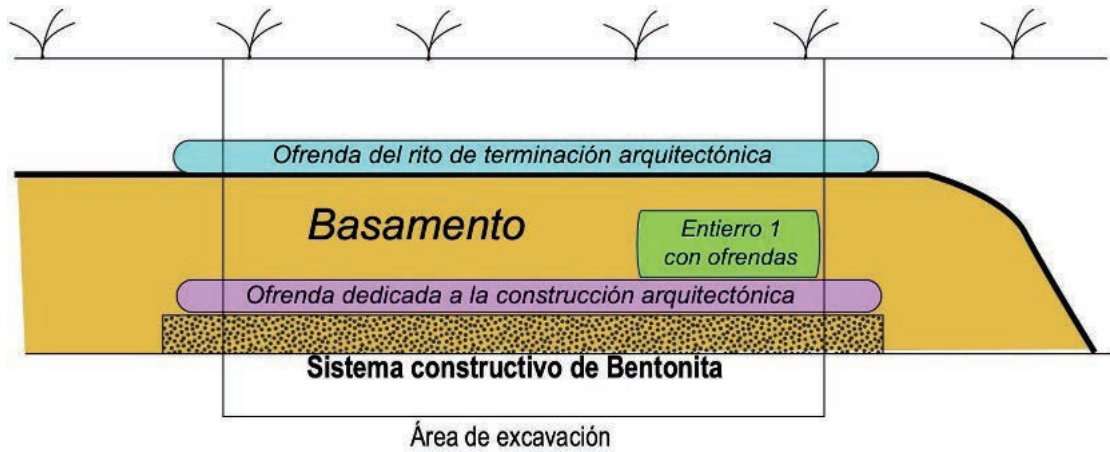 Ofrenda del rito de terminación arquitectónica
Basamento
Entierro 1
con ofrendas
Ofrenda dedicada a la construcción arquitectónica
Sistema constructivo de Bentonita
Área de excavación